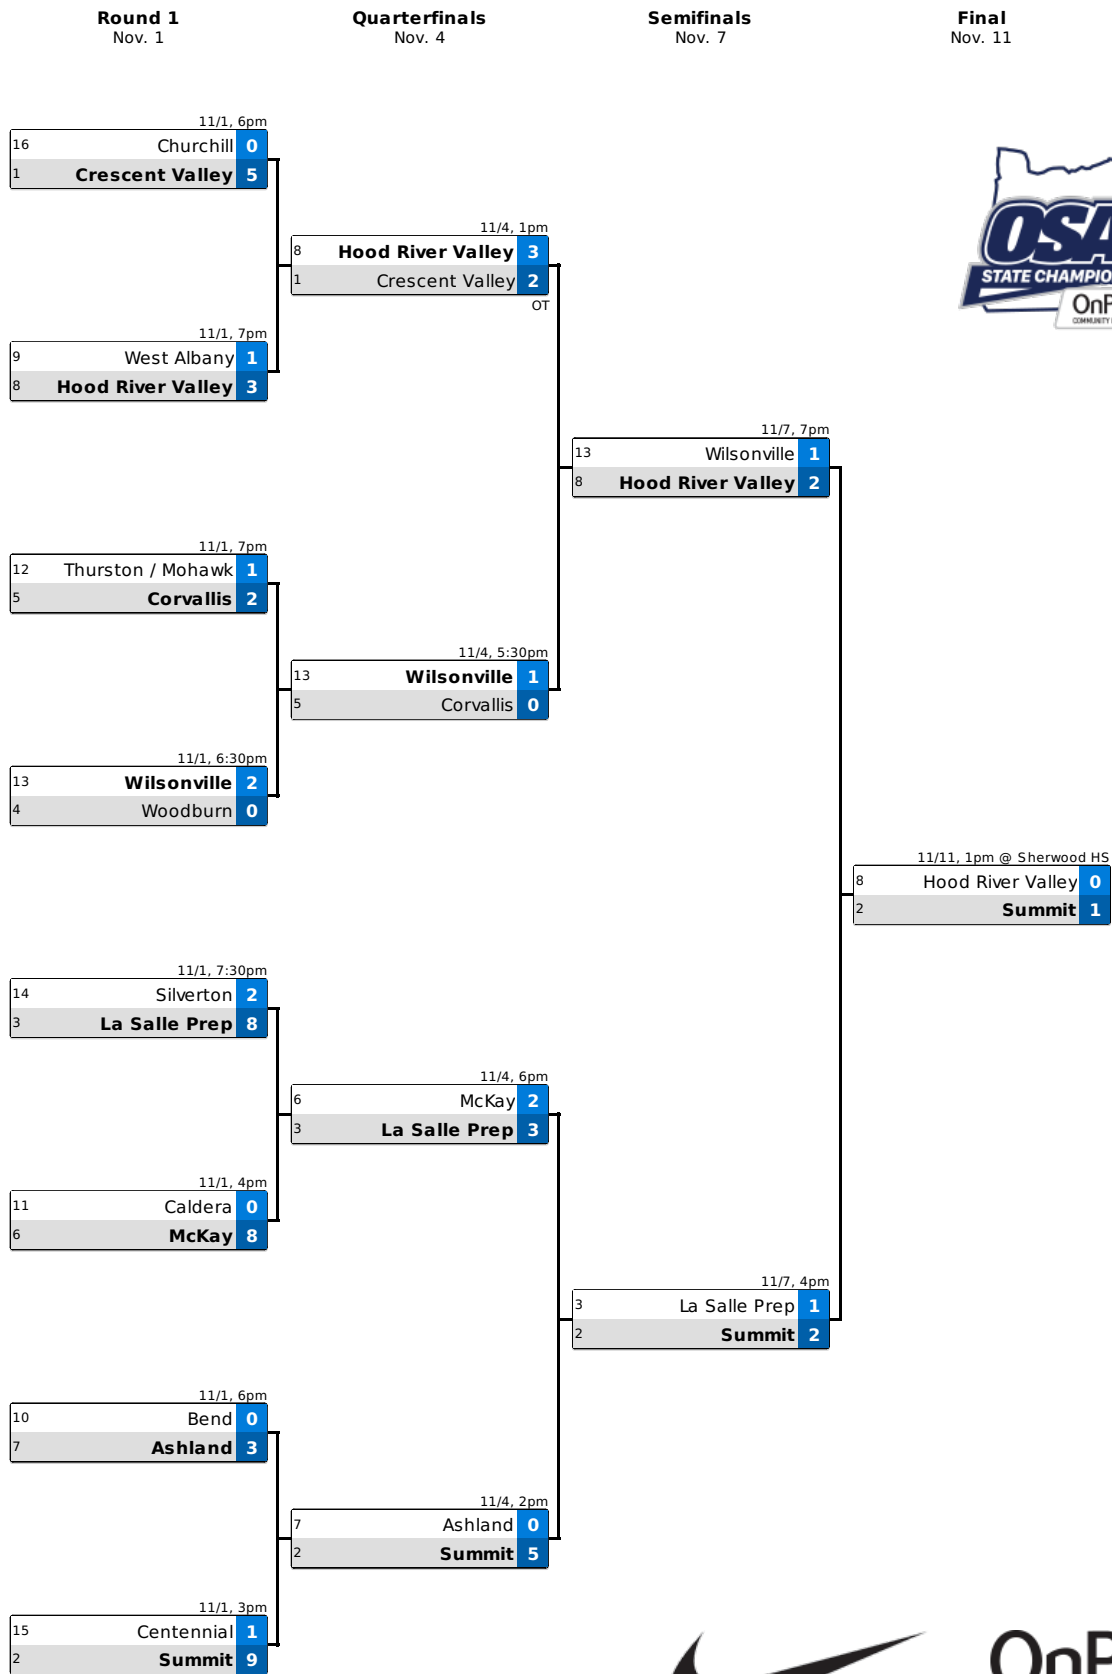 Round 1
Nov. 1
Quarterfinals
Nov. 4
Semifinals
Nov. 7
Final
Nov. 11
11/1, 6pm
16 Churchill 0
1 Crescent Valley 5
11/1, 7pm
9 West Albany 1
8 Hood River Valley 3
11/1, 7pm
12 Thurston / Mohawk 1
5 Corvallis 2
11/1, 6:30pm
13 Wilsonville 2
4 Woodburn 0
11/1, 7:30pm
14 Silverton 2
3 La Salle Prep 8
11/1, 4pm
11 Caldera 0
6 McKay 8
11/1, 6pm
10 Bend 0
7 Ashland 3
11/1, 3pm
15 Centennial 1
2 Summit 9
11/4, 1pm
8 Hood River Valley 3
1 Crescent Valley 2
OT
11/4, 5:30pm
13 Wilsonville 1
5 Corvallis 0
11/4, 6pm
6 McKay 2
3 La Salle Prep 3
11/4, 2pm
7 Ashland 0
2 Summit 5
11/7, 7pm
13 Wilsonville 1
8 Hood River Valley 2
11/7, 4pm
3 La Salle Prep 1
2 Summit 2
11/11, 1pm @ Sherwood HS
8 Hood River Valley 0
2 Summit 1
OSA
STATE CHAMPIO
OnP
COMMUNITY
OnP